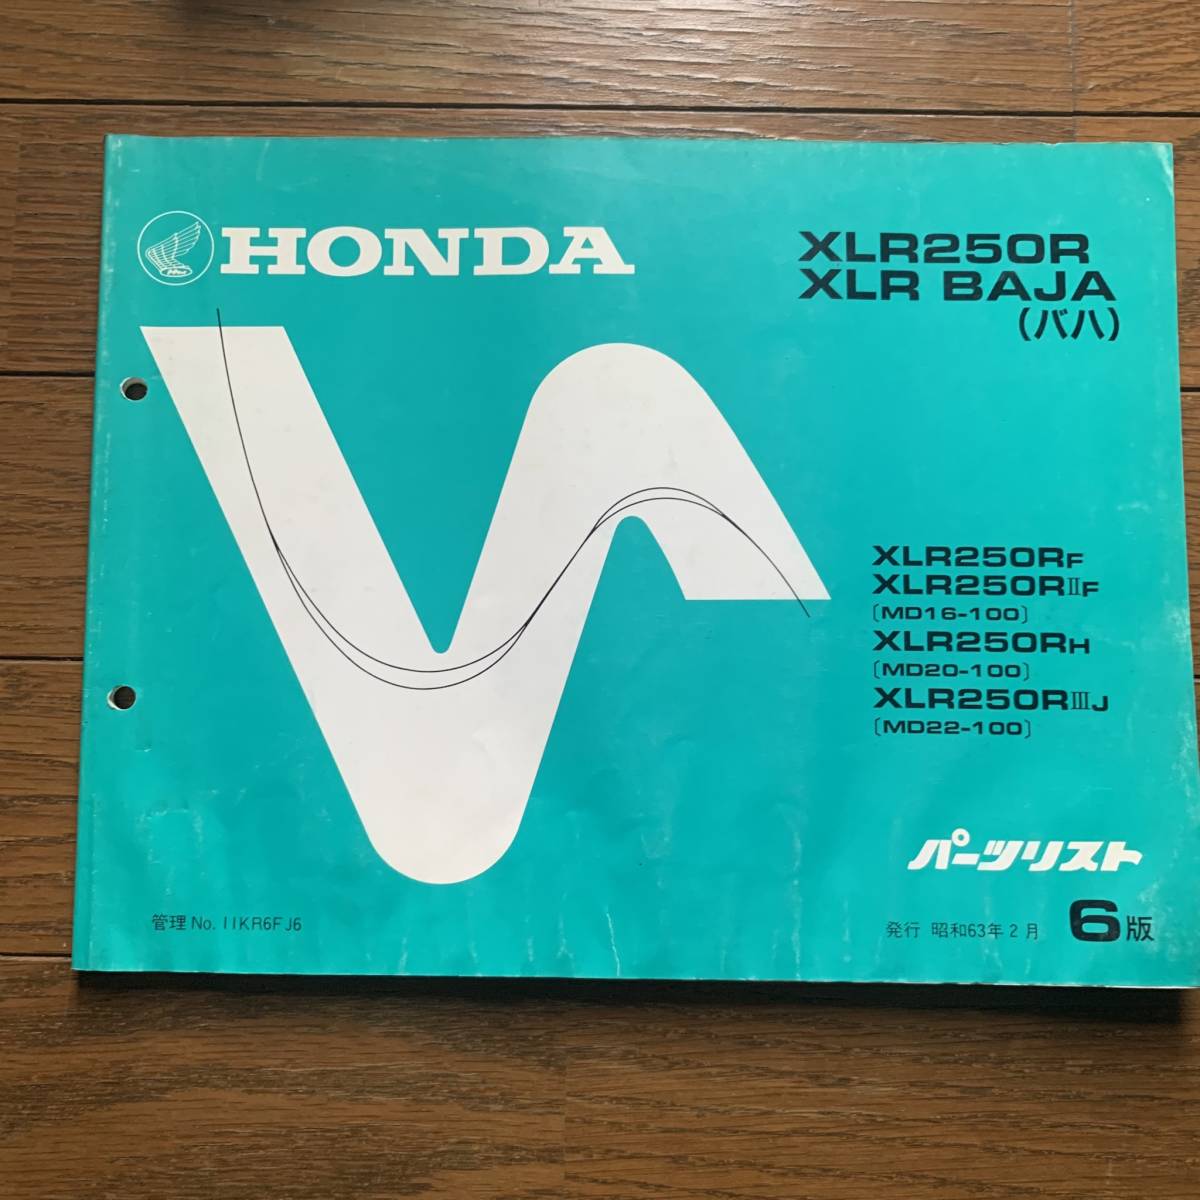 HONDA
XLR250R
XLR BAJA
(バハ)
XLR250RF
XLR250RⅡF
〔MD16-100〕
XLR250RH
〔MD20-100〕
XLR250RⅢJ
〔MD22-100〕
パーツリスト
管理 No. 11KR6FJ6
発行 昭和63年2月 6版